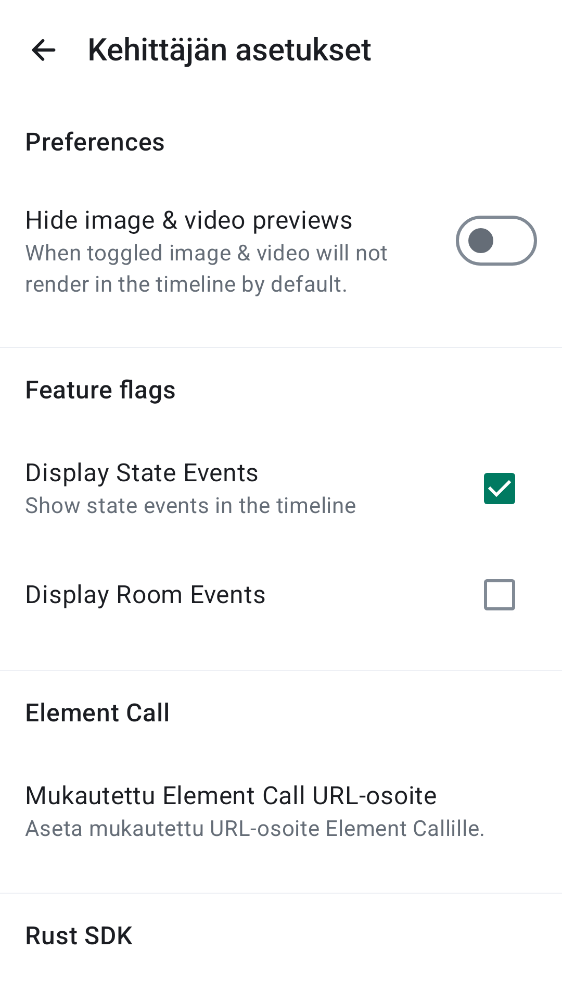 Kehittäjän asetukset
Preferences
Hide image & video previews
When toggled image & video will not
render in the timeline by default.
Feature flags
Display State Events
Show state events in the timeline
Display Room Events
Element Call
Mukautettu Element Call URL-osoite
Aseta mukautettu URL-osoite Element Callille.
Rust SDK